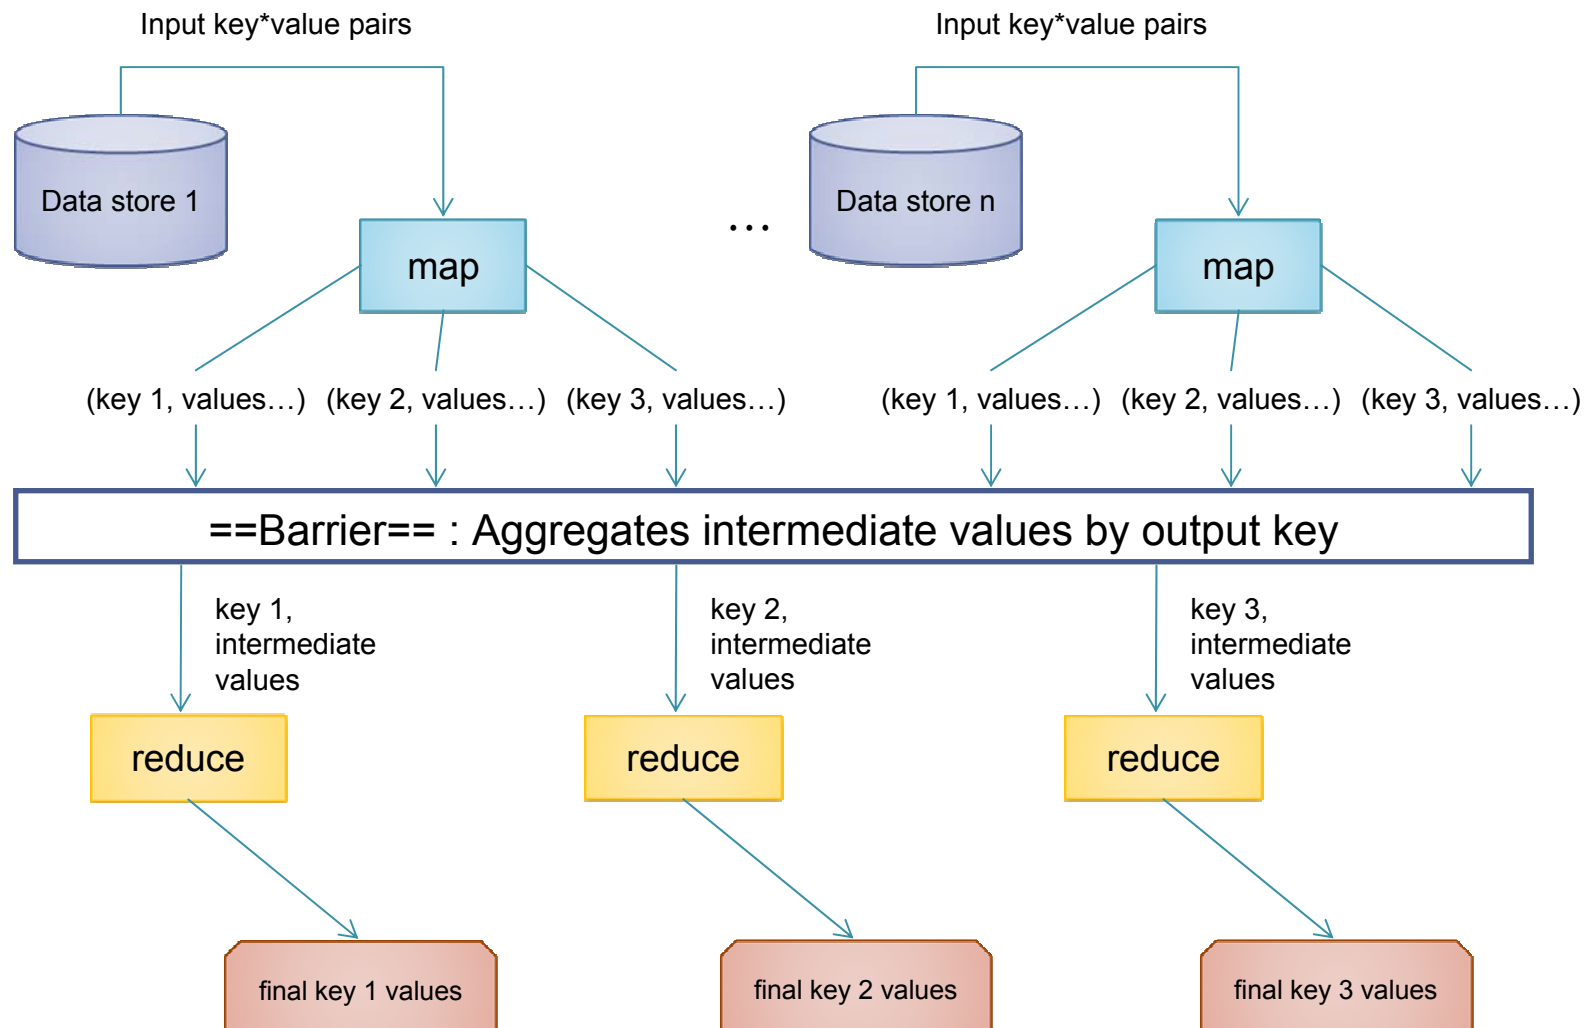 Input key*value pairs
Input key*value pairs
Data store 1
Data store n
…
map
map
(key 1, values…)
(key 2, values…)
(key 3, values…)
(key 1, values…)
(key 2, values…)
(key 3, values…)
==Barrier== : Aggregates intermediate values by output key
key 1,
intermediate
values
key 2,
intermediate
values
key 3,
intermediate
values
reduce
reduce
reduce
final key 1 values
final key 2 values
final key 3 values